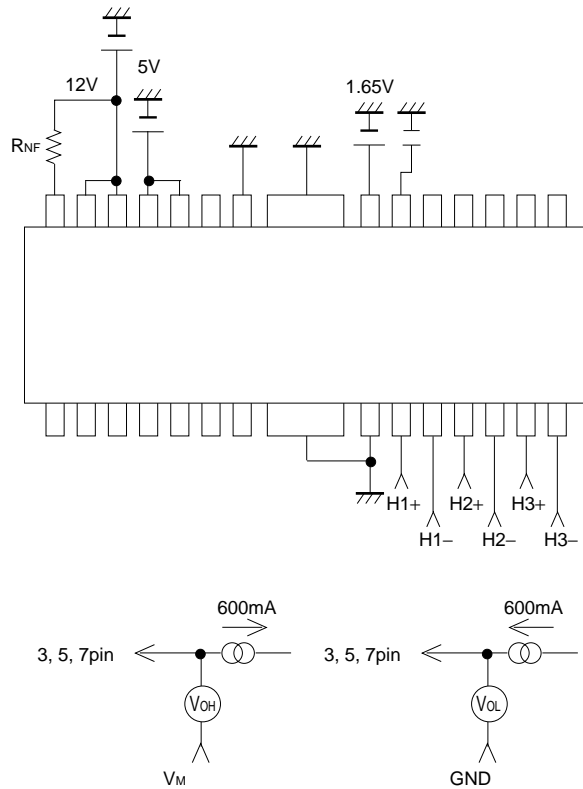 5V
12V
1.65V
RNF
H1+
H2+
H3+
H1−
H2−
H3−
600mA
600mA
3, 5, 7pin
3, 5, 7pin
VOH
VOL
VM
GND